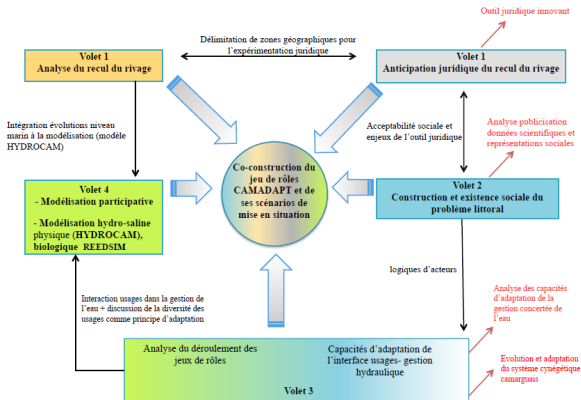 Outil juridique innovant
Délimitation de zones géographiques pour
l'expérimentation juridique
Volet 1
Analyse du recul du rivage
Volet 1
Anticipation juridique du recul du rivage
Intégration évolutions niveau
marin à la modélisation (modèle
HYDROCAM)
Acceptabilité sociale et
enjeux de l'outil juridique
Analyse publicisation
données scientifiques et
représentations sociales
Co-construction du
jeu de rôles
CAMADAPT et de
ses scénarios de
mise en situation
Volet 4
- Modélisation participative
- Modélisation hydro-saline
physique (HYDROCAM),
biologique REEDSIM
Volet 2
Construction et existence sociale du
problème littoral
logiques d'acteurs
Interaction usages dans la gestion de
l'eau + discussion de la diversité des
usages comme principe d'adaptation
Analyse des capacités
d'adaptation de la
gestion concertée de
l'eau
Analyse du déroulement des
jeux de rôles
Capacités d'adaptation de
l'interface usages- gestion
hydraulique
Volet 3
Evolution et adaptation
du système cynégétique
camarguais